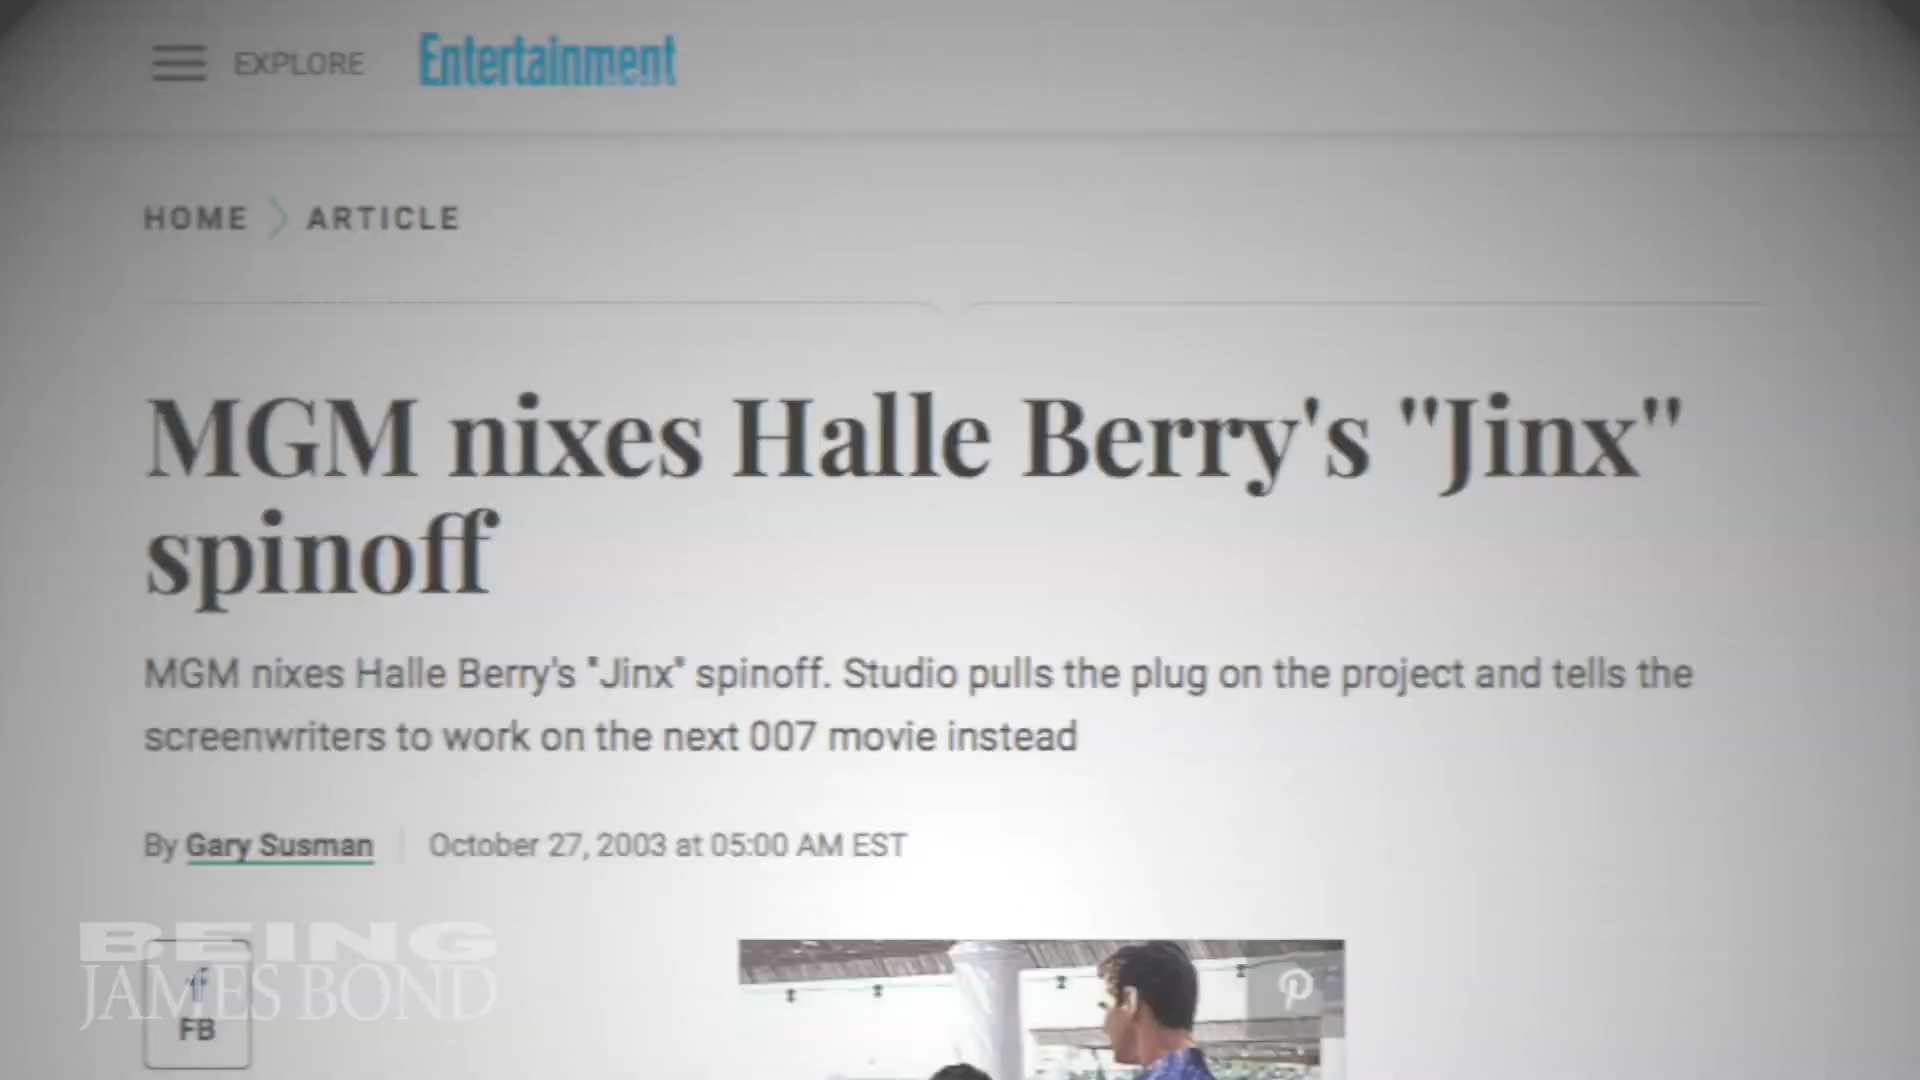 EXPLORE Entertainment
HOME ARTICLE
MGM nixes Halle Berry's "Jinx"
spinoff
MGM nixes Halle Berry's "Jinx" spinoff. Studio pulls the plug on the project and tells the
screenwriters to work on the next 007 movie instead
By Gary Susman October 27, 2003 at 05:00 AM EST
BEING
JAMES BOND
f
FB